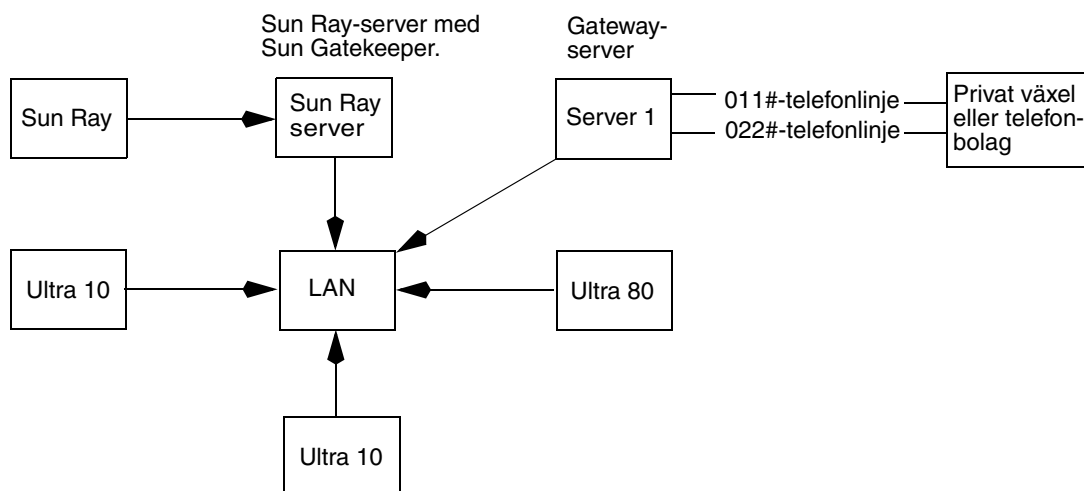 Sun Ray-server med
Sun Gatekeeper.
Gateway-
server
Sun Ray
Sun Ray
server
Server 1
011#-telefonlinje
022#-telefonlinje
Privat växel
eller telefon-
bolag
Ultra 10
LAN
Ultra 80
Ultra 10